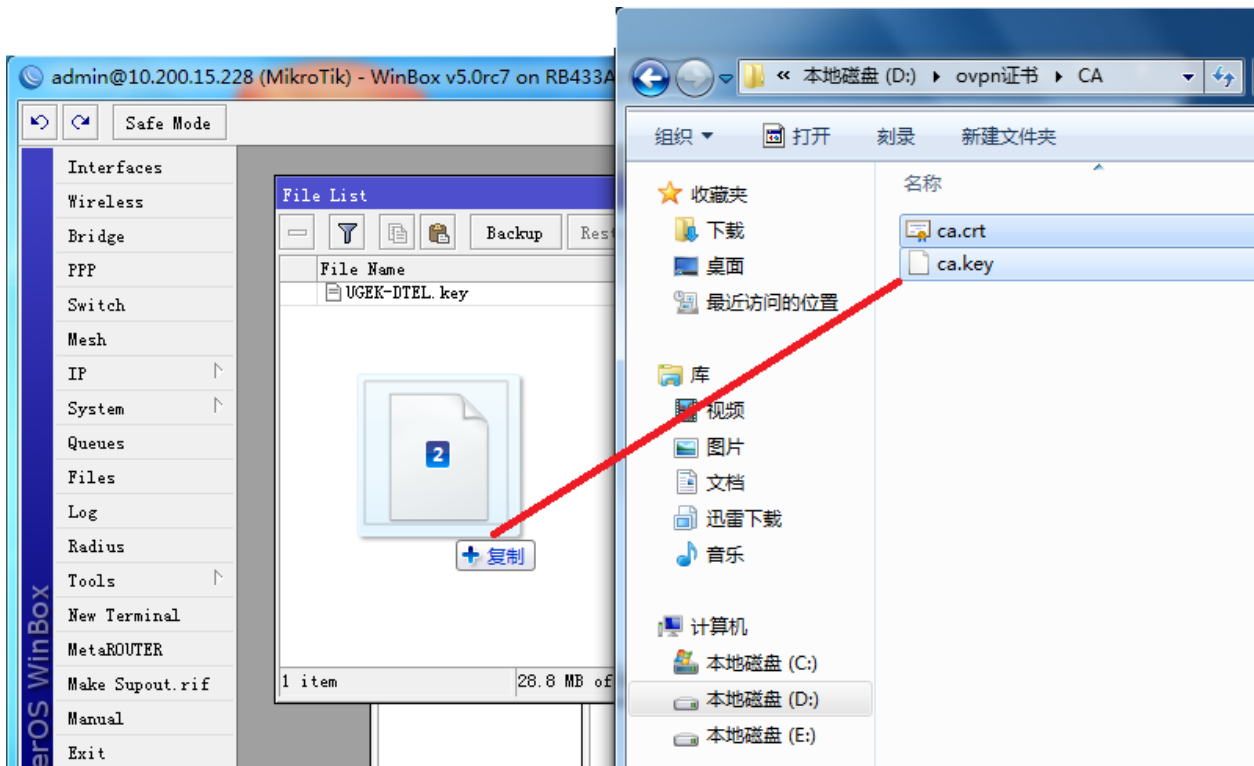 admin@10.200.15.228 (MikroTik) - WinBox v5.0rc7 on RB433A
Safe Mode
Interfaces
Wireless
Bridge
PPP
Switch
Mesh
IP
System
Queues
Files
Log
Radius
Tools
New Terminal
MetaROUTER
Make Supout.rif
Manual
Exit
erOS WinBox
File List
Backup
Rest
File Name
UGEK-DTEL.key
2
复制
1 item
28.8 MB of
« 本地磁盘 (D:) ovpn证书 CA
组织 打开 刻录 新建文件夹
收藏夹
下载
桌面
最近访问的位置
库
视频
图片
文档
迅雷下载
音乐
计算机
本地磁盘 (C:)
本地磁盘 (D:)
本地磁盘 (E:)
名称
ca.crt
ca.key